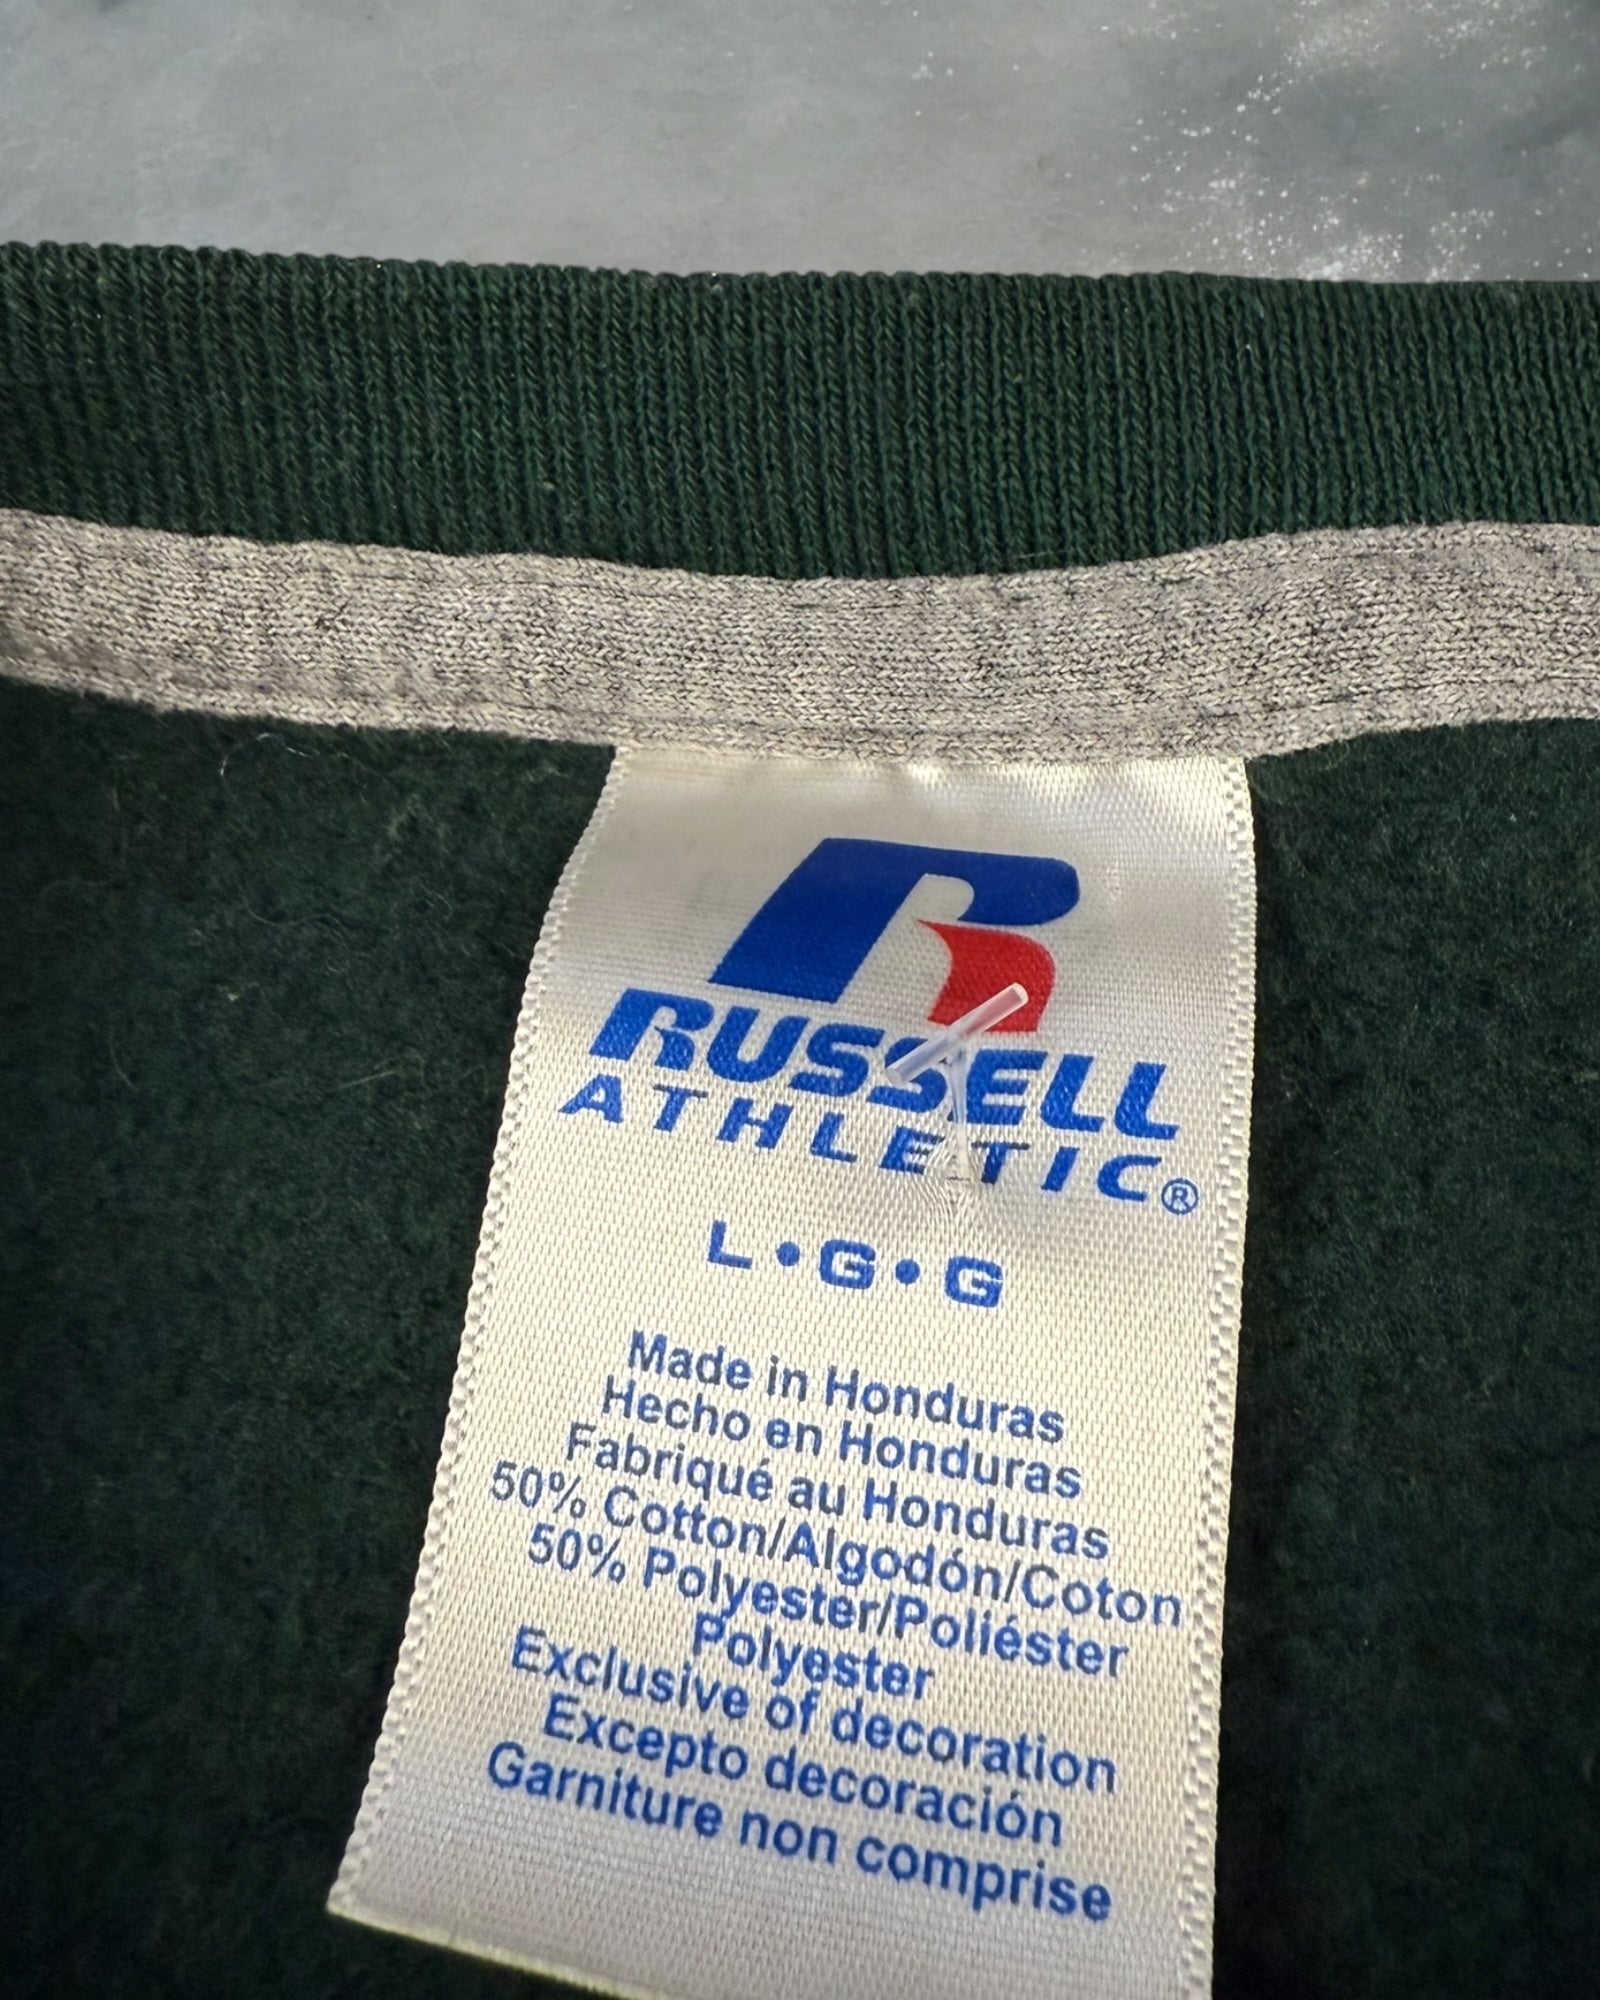 RUSSELL
ATHLETIC®
L•G•G
Made in Honduras
Hecho en Honduras
Fabriqué au Honduras
50% Cotton/Algodón/Coton
50% Polyester/Poliéster
Polyester
Exclusive of decoration
Excepto decoración
Garniture non comprise